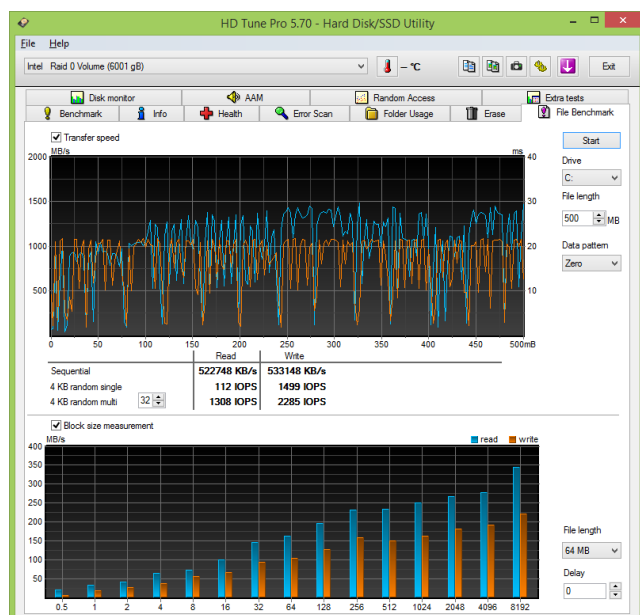 HD Tune Pro 5.70 - Hard Disk/SSD Utility
File Help
Intel Raid 0 Volume (6001 gB)
– °C
Exit
Disk monitor AAM Random Access Extra tests
Benchmark Info Health Error Scan Folder Usage Erase File Benchmark
Transfer speed
Start
MB/s ms
2000 40
1500 30
1000 20
500 10
0 50 100 150 200 250 300 350 400 450 500mB
Drive
C:
File length
500 MB
Data pattern
Zero
Read Write
Sequential 522748 KB/s 533148 KB/s
4 KB random single 112 IOPS 1499 IOPS
4 KB random multi 32 1308 IOPS 2285 IOPS
Block size measurement
MB/s read write
400
350
300
250
200
150
100
50
0.5 1 2 4 8 16 32 64 128 256 512 1024 2048 4096 8192
File length
64 MB
Delay
0